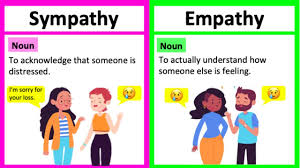 Sympathy
Noun
To acknowledge that someone is
distressed.
I'm sorry for
your loss.
Empathy
Noun
To actually understand how
someone else is feeling.